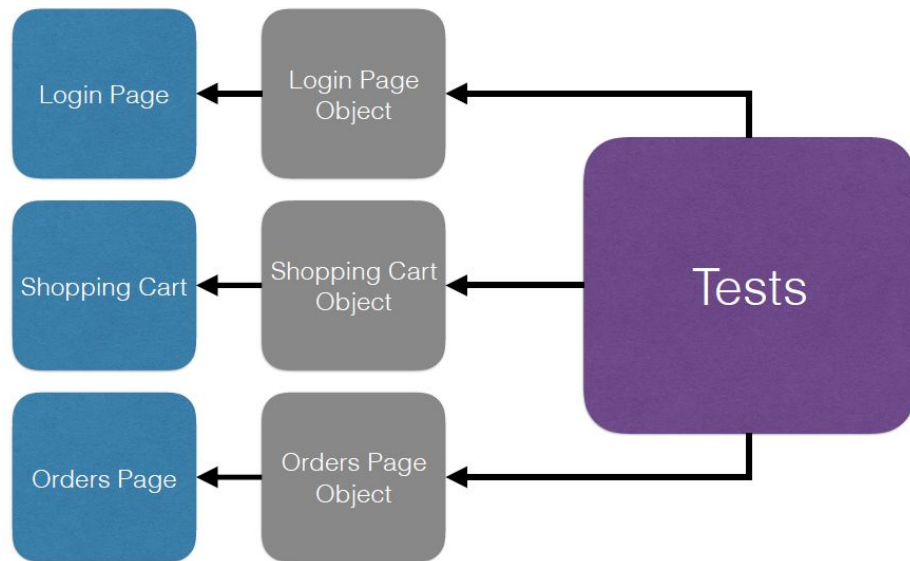 Login Page
Login Page
Object
Shopping Cart
Shopping Cart
Object
Tests
Orders Page
Orders Page
Object